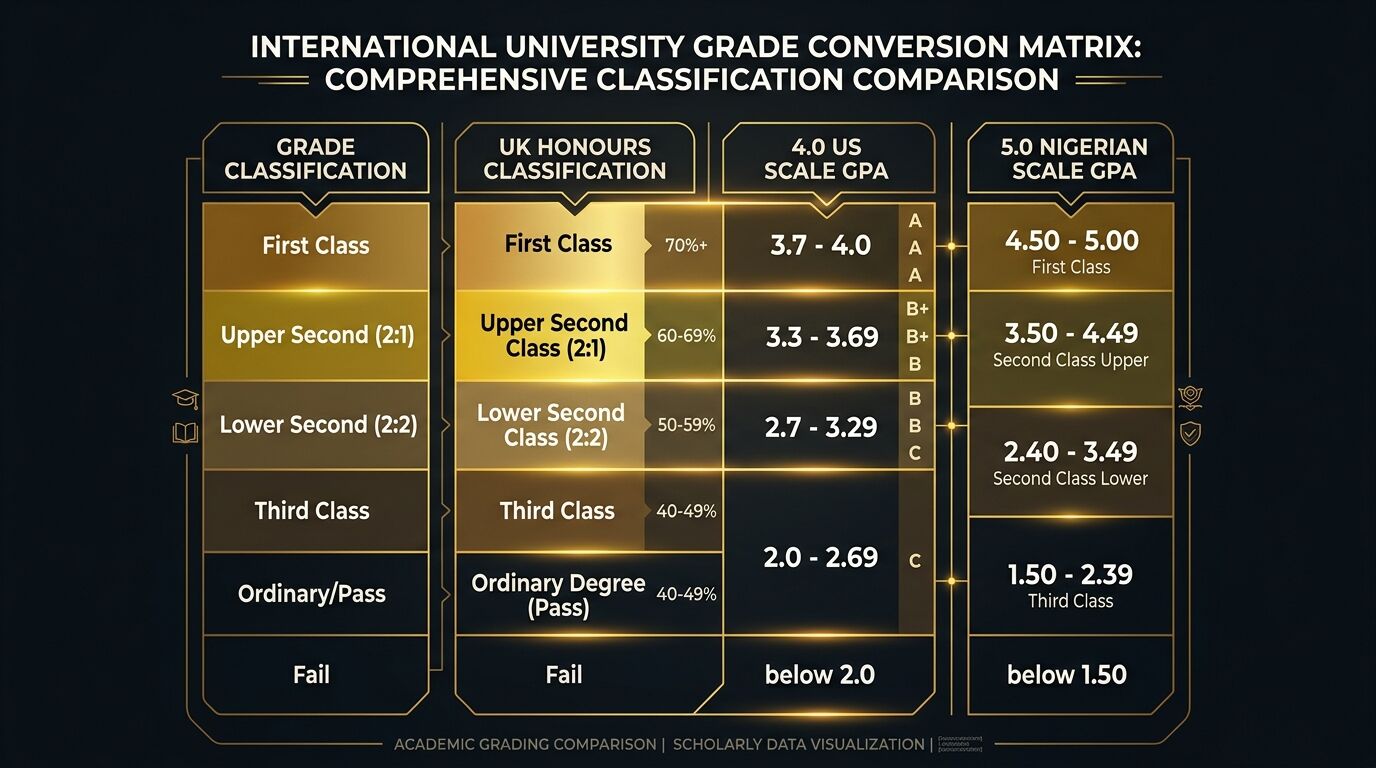 INTERNATIONAL UNIVERSITY GRADE CONVERSION MATRIX:
COMPREHENSIVE CLASSIFICATION COMPARISON
GRADE
CLASSIFICATION
UK HONOURS
CLASSIFICATION
4.0 US
SCALE GPA
5.0 NIGERIAN
SCALE GPA
First Class
First Class
70%+
3.7 - 4.0
A
A
A
4.50 - 5.00
First Class
Upper Second (2:1)
Upper Second
Class (2:1)
60-69%
3.3 - 3.69
B+
B+
B
3.50 - 4.49
Second Class Upper
Lower Second (2:2)
Lower Second
Class (2:2)
50-59%
2.7 - 3.29
B
B
C
2.40 - 3.49
Second Class Lower
Third Class
Third Class
40-49%
2.0 - 2.69
C
1.50 - 2.39
Third Class
Ordinary/Pass
Ordinary Degree
(Pass)
40-49%
Fail
Fail
below 2.0
below 1.50
ACADEMIC GRADING COMPARISON | SCHOLARLY DATA VISUALIZATION |